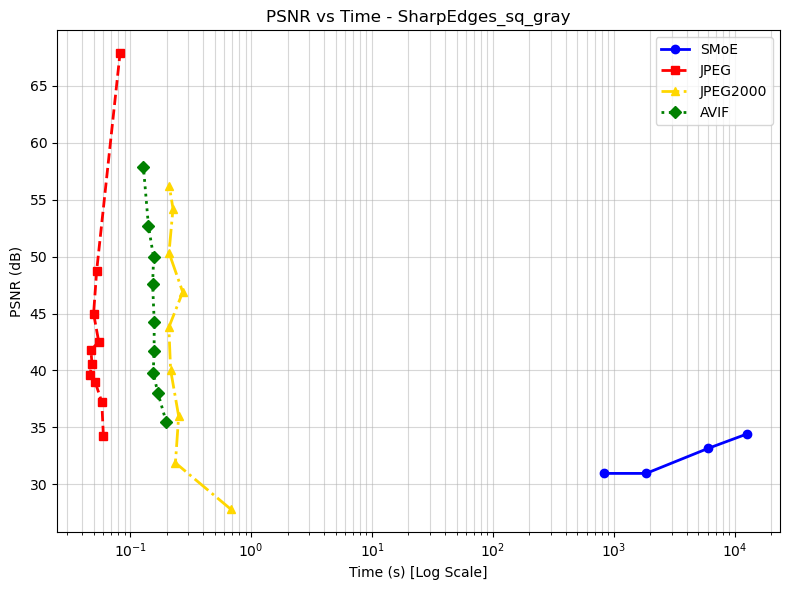 PSNR vs Time - SharpEdges_sq_gray
SMoE
JPEG
JPEG2000
AVIF
PSNR (dB)
65
60
55
50
45
40
35
30
10⁻¹
10⁰
10¹
10²
10³
10⁴
Time (s) [Log Scale]